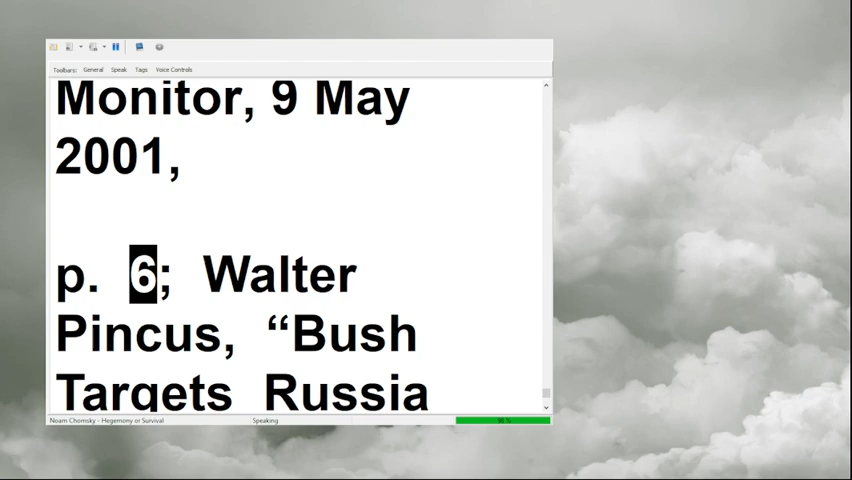 Toolbars: General Speak Tags Voice Controls
Monitor, 9 May
2001,
p. 6; Walter
Pincus, “Bush
Targets Russia
Noam Chomsky - Hegemony or Survival Speaking